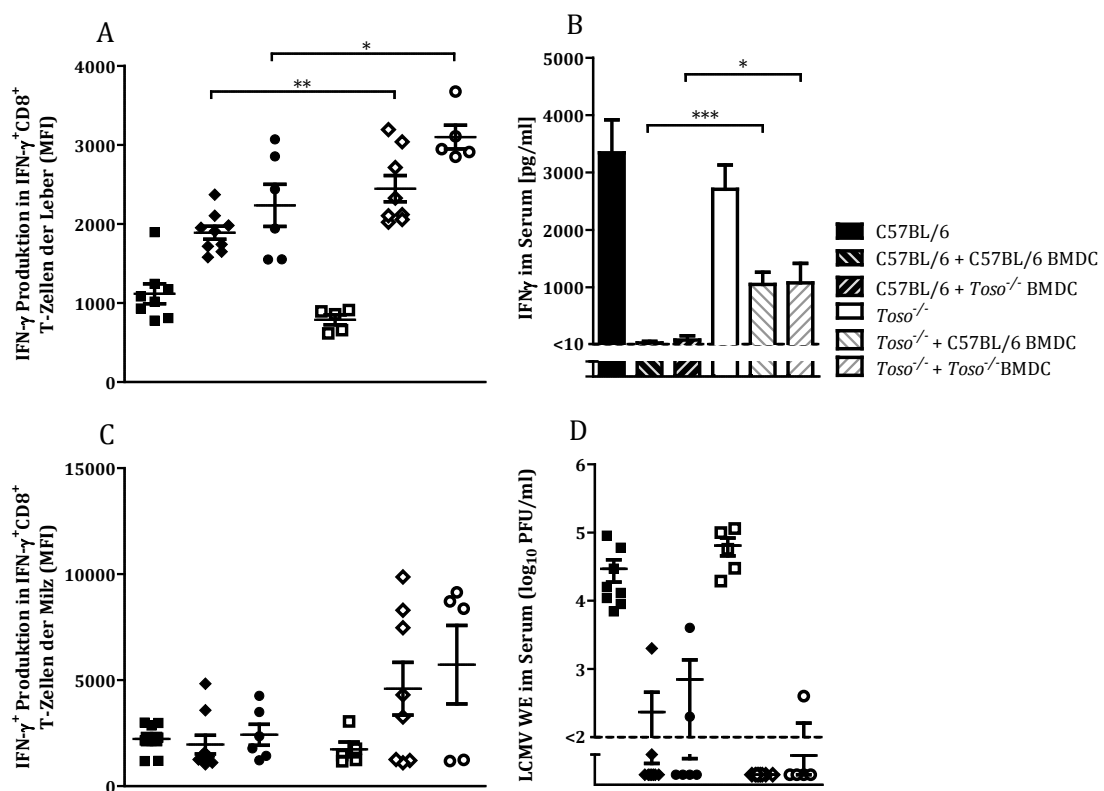 A
IFN-γ Produktion in IFN-γ⁺CD8⁺
T-Zellen der Leber (MFI)
4000
3000
2000
1000
0
**
*
B
IFNγ im Serum [pg/ml]
5000
4000
3000
2000
1000
<10
***
*
C57BL/6
C57BL/6 + C57BL/6 BMDC
C57BL/6 + Toso⁻/⁻ BMDC
Toso⁻/⁻
Toso⁻/⁻ + C57BL/6 BMDC
Toso⁻/⁻ + Toso⁻/⁻BMDC
C
IFN-γ⁺ Produktion in IFN-γ⁺CD8⁺
T-Zellen der Milz (MFI)
15000
10000
5000
0
D
LCMV WE im Serum (log₁₀ PFU/ml)
6
5
4
3
<2